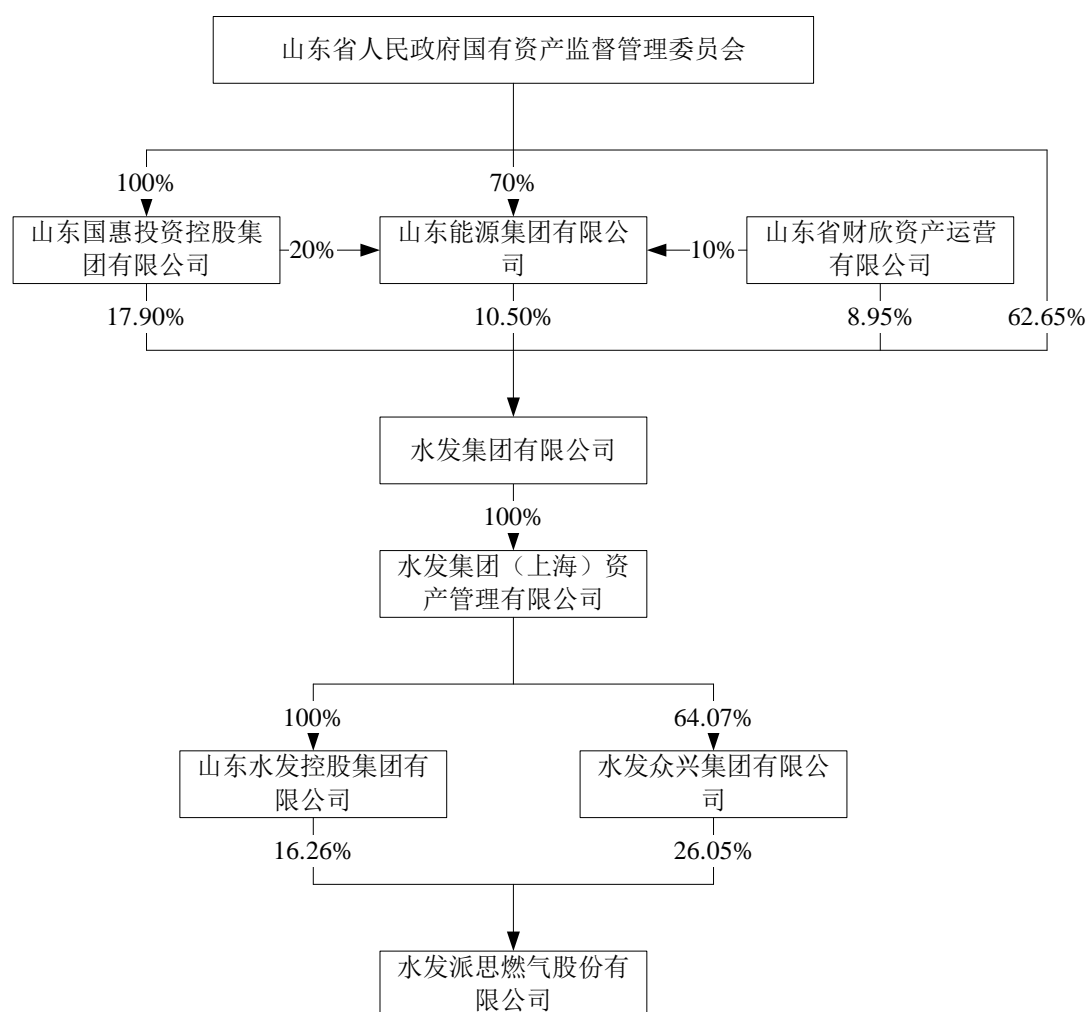 山东省人民政府国有资产监督管理委员会
100%
70%
山东国惠投资控股集
团有限公司
20%
山东能源集团有限公
司
10%
山东省财欣资产运营
有限公司
17.90%
10.50%
8.95%
62.65%
水发集团有限公司
100%
水发集团（上海）资
产管理有限公司
100%
64.07%
山东水发控股集团有
限公司
水发众兴集团有限公
司
16.26%
26.05%
水发派思燃气股份有
限公司